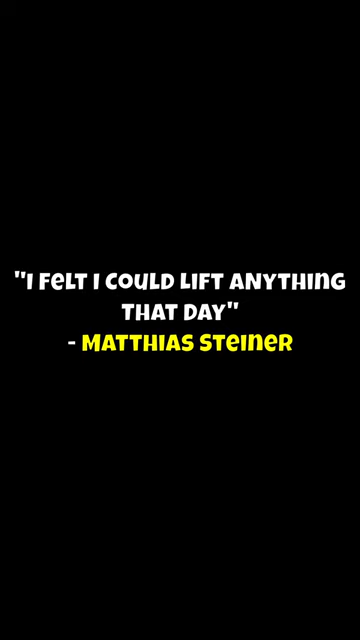 "I felt I could lift anything
that day"
- Matthias Steiner